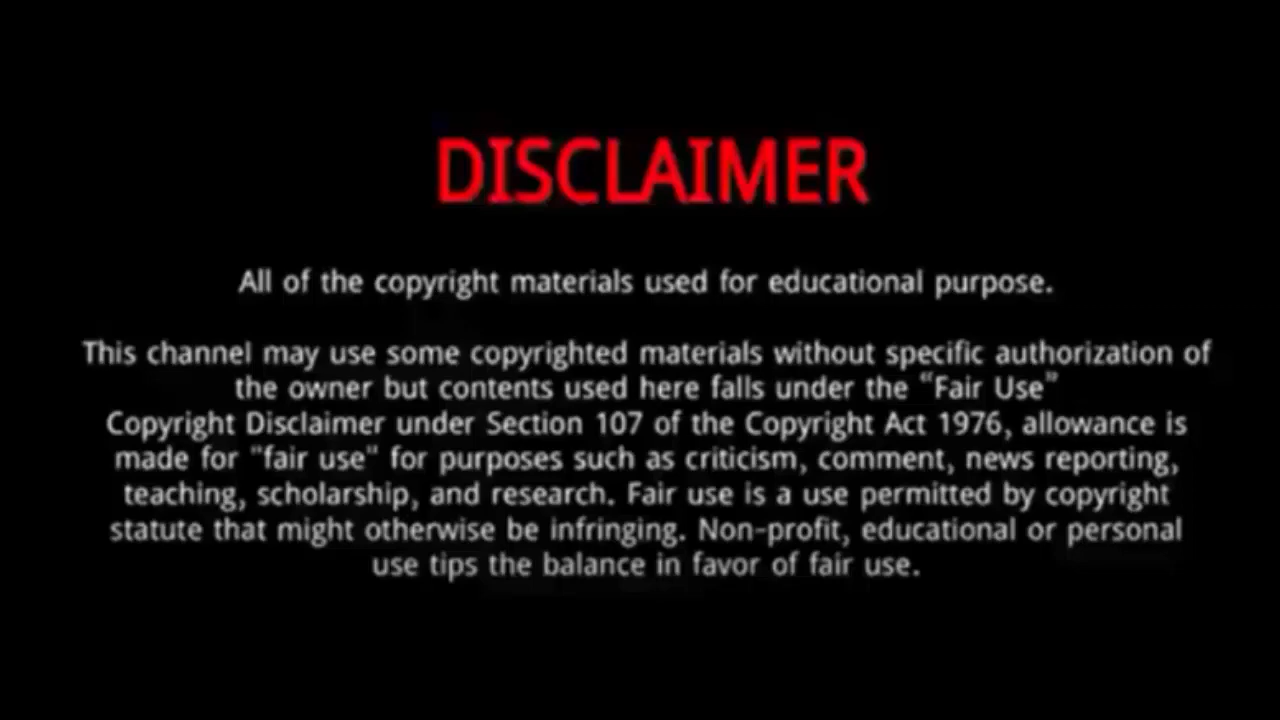 DISCLAIMER
All of the copyright materials used for educational purpose.
This channel may use some copyrighted materials without specific authorization of
the owner but contents used here falls under the “Fair Use”
Copyright Disclaimer under Section 107 of the Copyright Act 1976, allowance is
made for "fair use" for purposes such as criticism, comment, news reporting,
teaching, scholarship, and research. Fair use is a use permitted by copyright
statute that might otherwise be infringing. Non-profit, educational or personal
use tips the balance in favor of fair use.